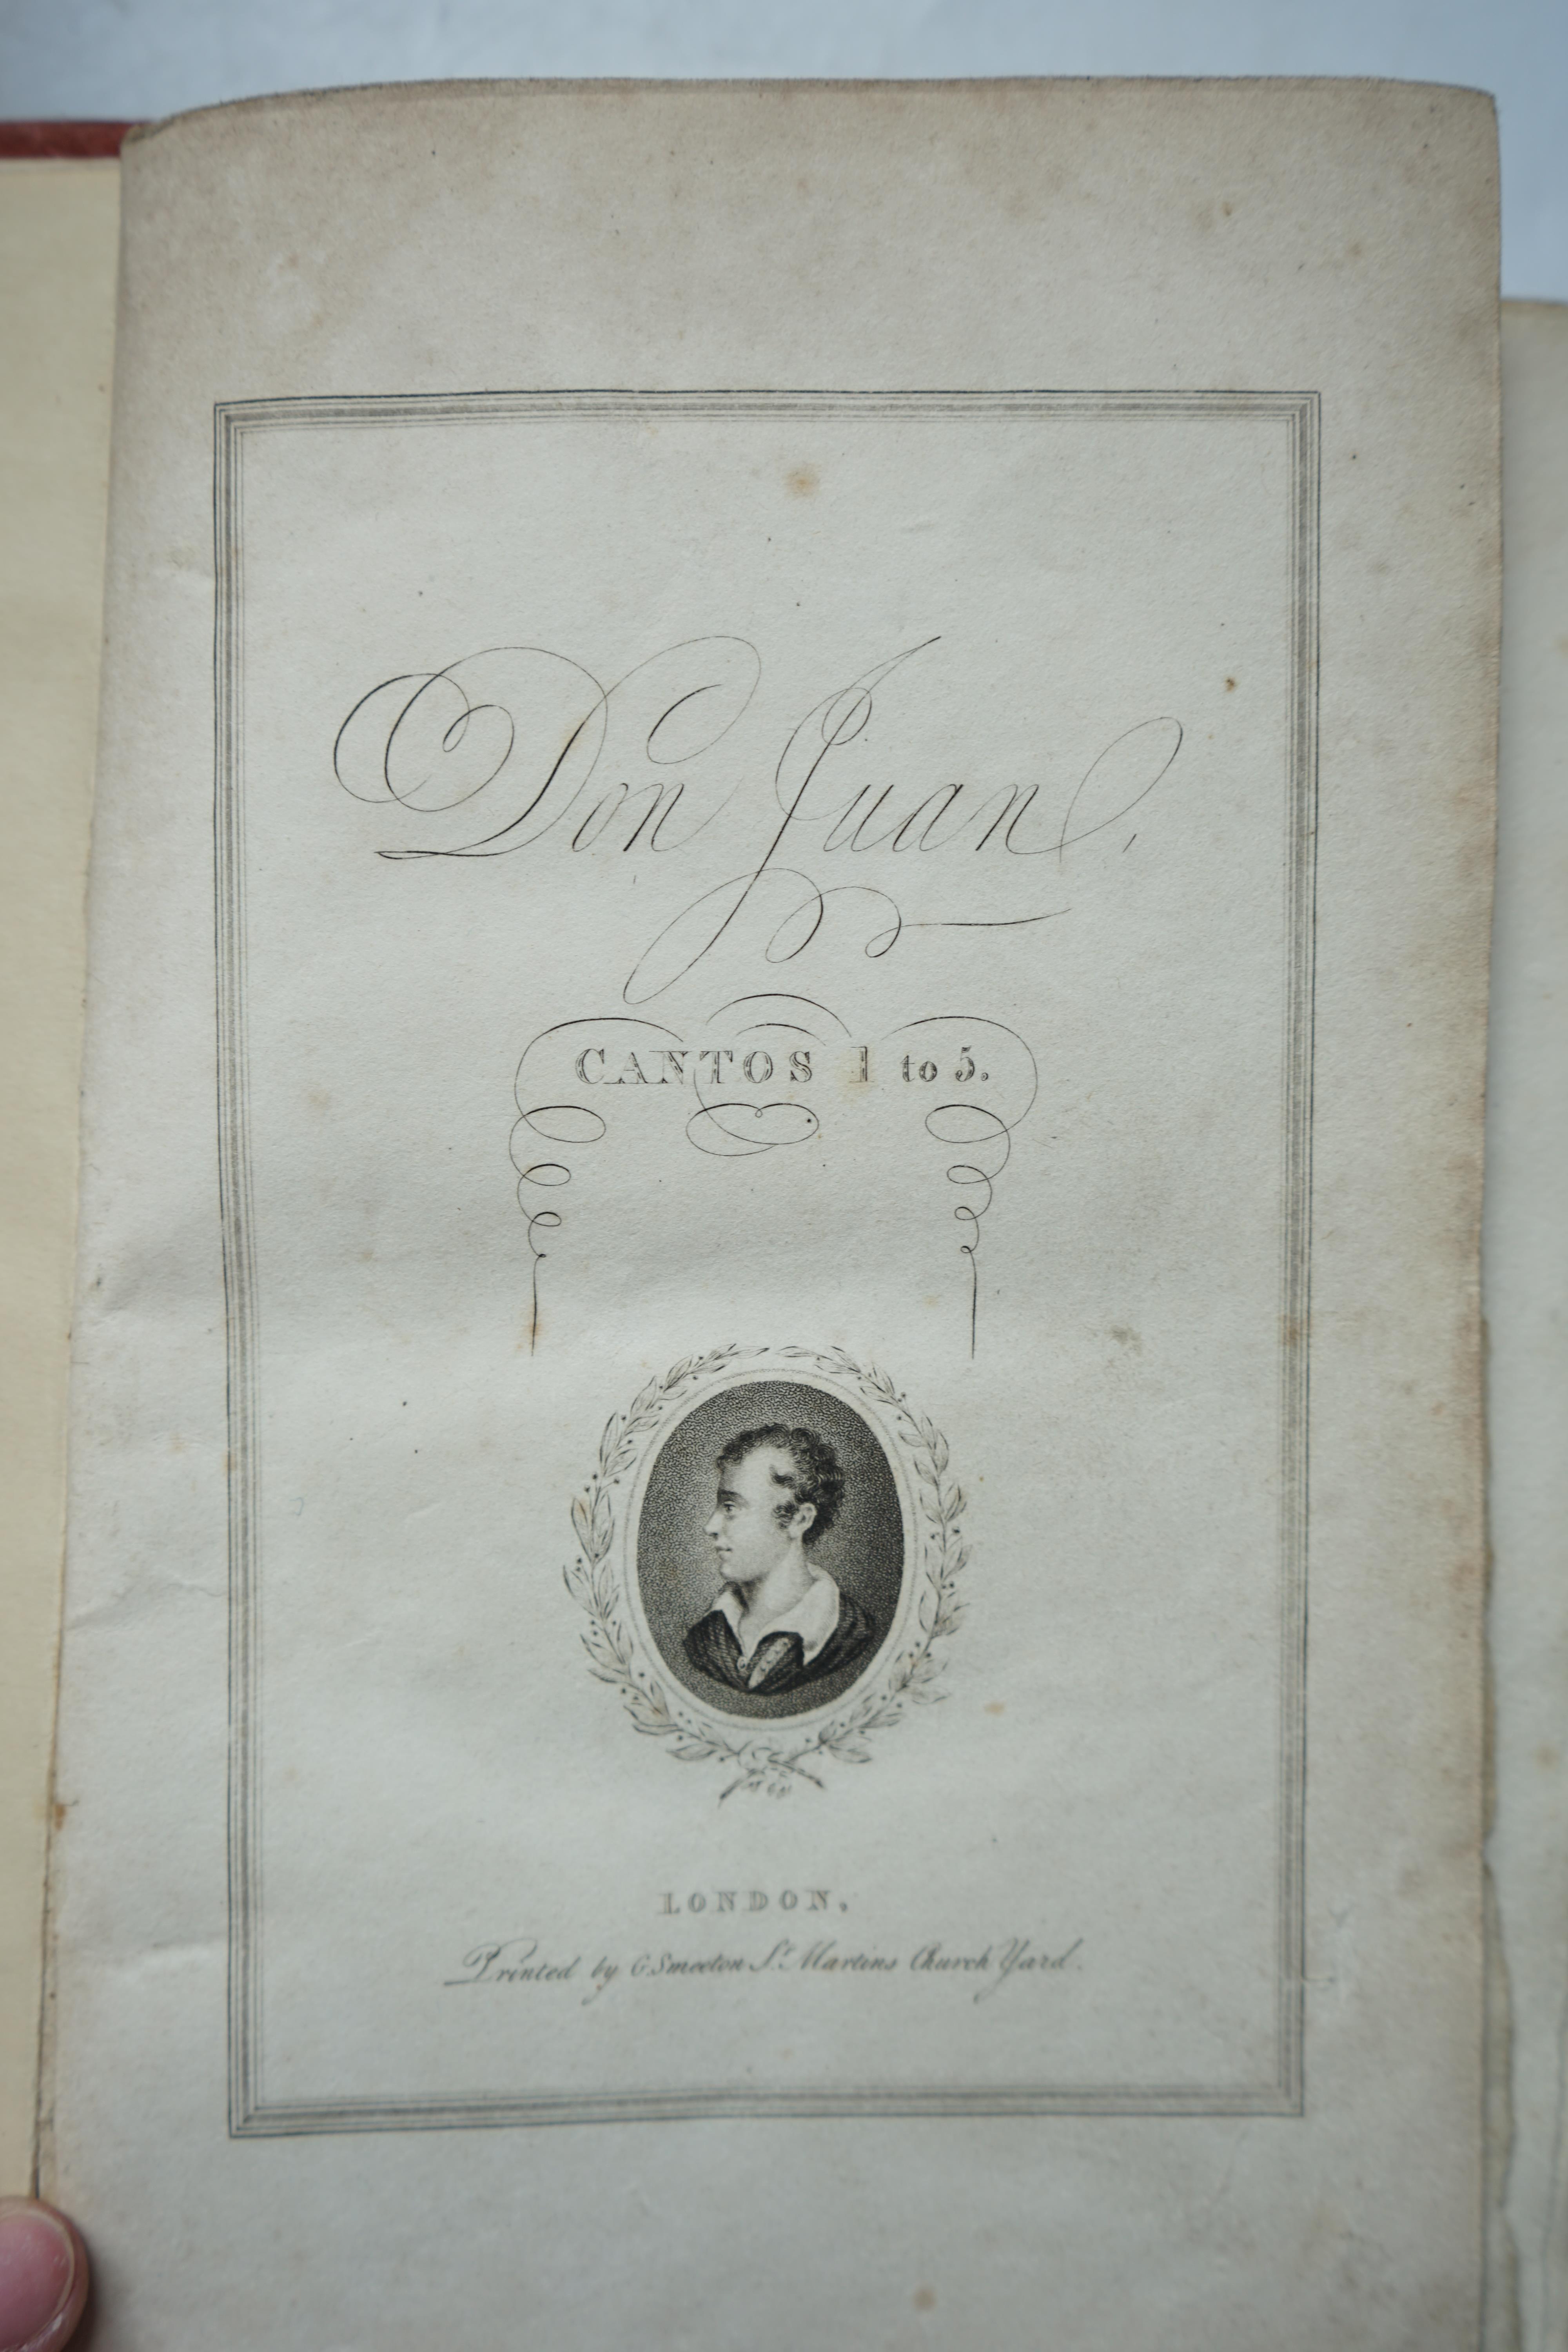 Don Juan.
CANTOS 1 to 5.
LONDON,
Printed by G Smeeton St Martins Church Yard.